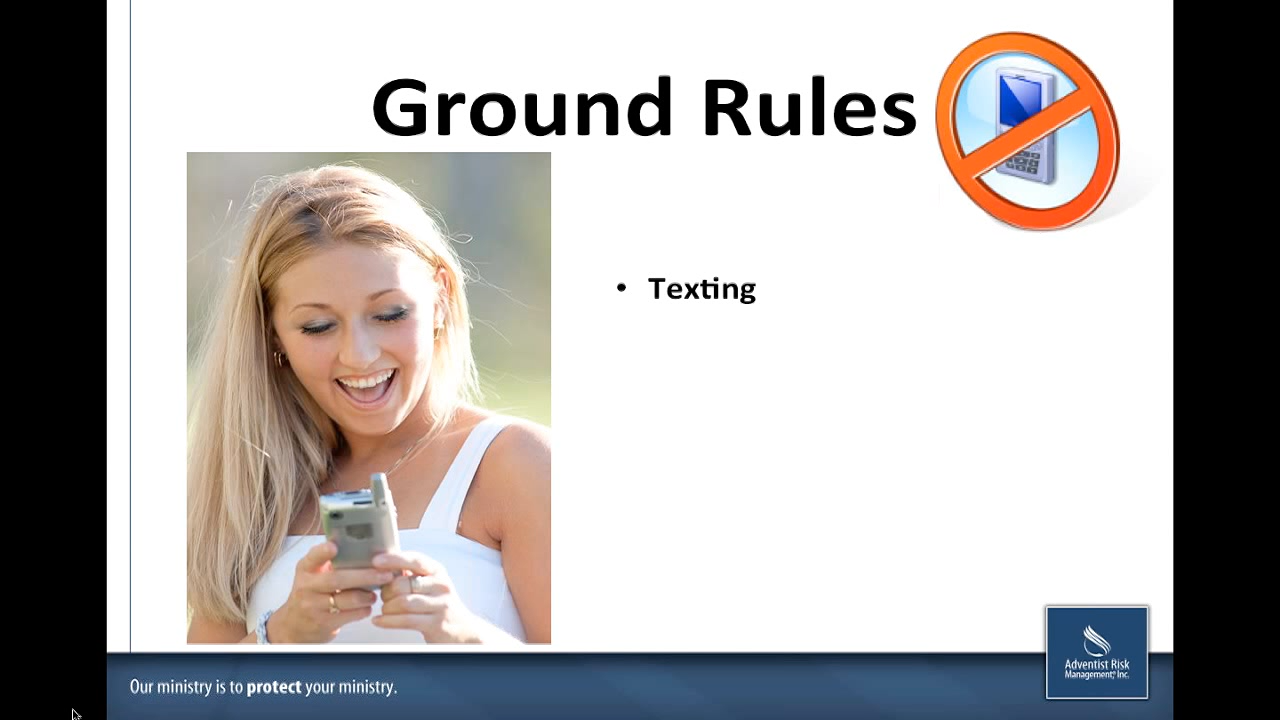 Ground Rules
• Texting
Our ministry is to protect your ministry.
Adventist Risk
Management, Inc.